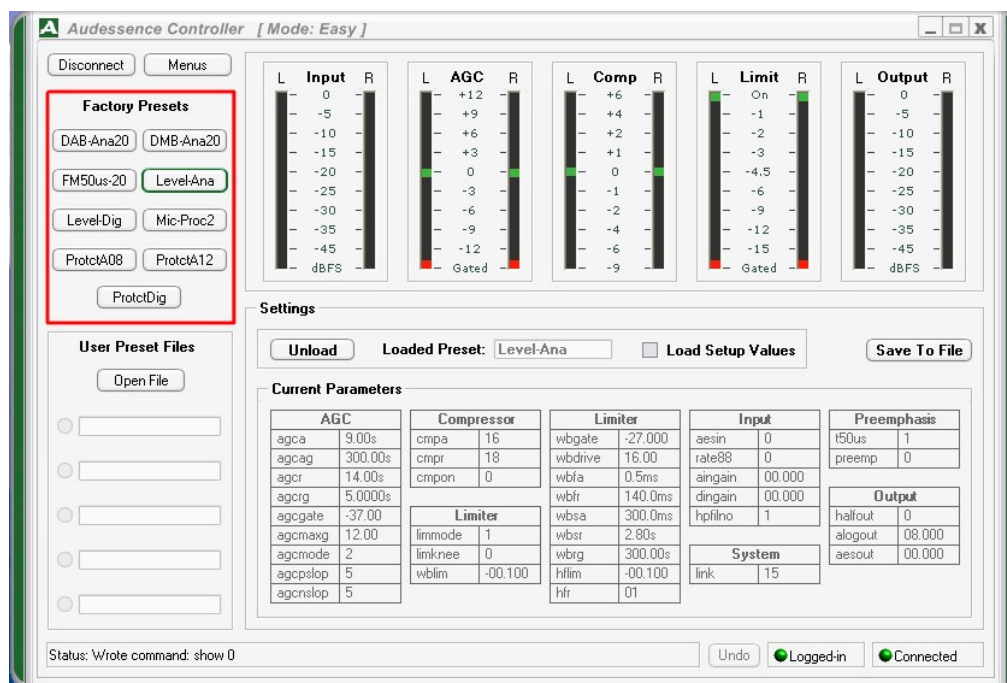 A Audessence Controller [ Mode: Easy ]
Disconnect Menus
Factory Presets
DAB-Ana20 DMB-Ana20
FM50us-20 Level-Ana
Level-Dig Mic-Proc2
ProtctA08 ProtctA12
ProtctDig
User Preset Files
Open File
L Input R
0
-5
-10
-15
-20
-25
-30
-35
-45
dBFS
L AGC R
+12
+9
+6
+3
0
-3
-6
-9
-12
Gated
L Comp R
+6
+4
+2
+1
0
-1
-2
-4
-6
-9
L Limit R
On
-1
-2
-3
-4.5
-6
-9
-12
-15
Gated
L Output R
0
-5
-10
-15
-20
-25
-30
-35
-45
dBFS
Settings
Unload Loaded Preset: Level-Ana Load Setup Values Save To File
Current Parameters
AGC
agca 9.00s
agcag 300.00s
agcr 14.00s
agcrg 5.0000s
agcgate -37.00
agcmaxg 12.00
agcmode 2
agcpslop 5
agcnslop 5
Compressor
cmpa 16
cmpr 18
cmpon 0
Limiter
limmode 1
limknee 0
wblim -00.100
Limiter
wbgate -27.000
wbdrive 16.00
wbfa 0.5ms
wbfr 140.0ms
wbsa 300.0ms
wbsr 2.80s
wbrg 300.00s
hflim -00.100
hfr 01
Input
aesin 0
rate88 0
aingain 00.000
dingain 00.000
hpfilno 1
System
link 15
Preemphasis
t50us 1
preemp 0
Output
halfout 0
alogout 08.000
aesout 00.000
Status: Wrote command: show 0 Undo Logged-in Connected